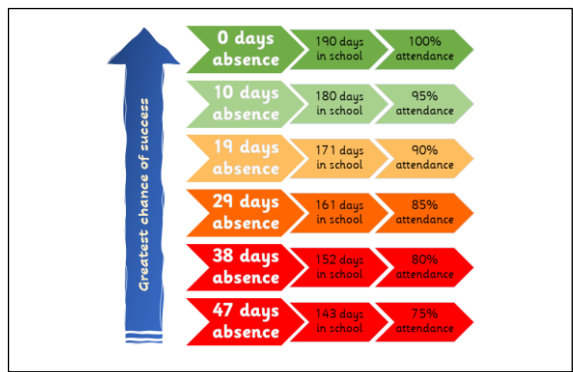 Greatest chance of success
0 days
absence
190 days
in school
100%
attendance
10 days
absence
180 days
in school
95%
attendance
19 days
absence
171 days
in school
90%
attendance
29 days
absence
161 days
in school
85%
attendance
38 days
absence
152 days
in school
80%
attendance
47 days
absence
143 days
in school
75%
attendance